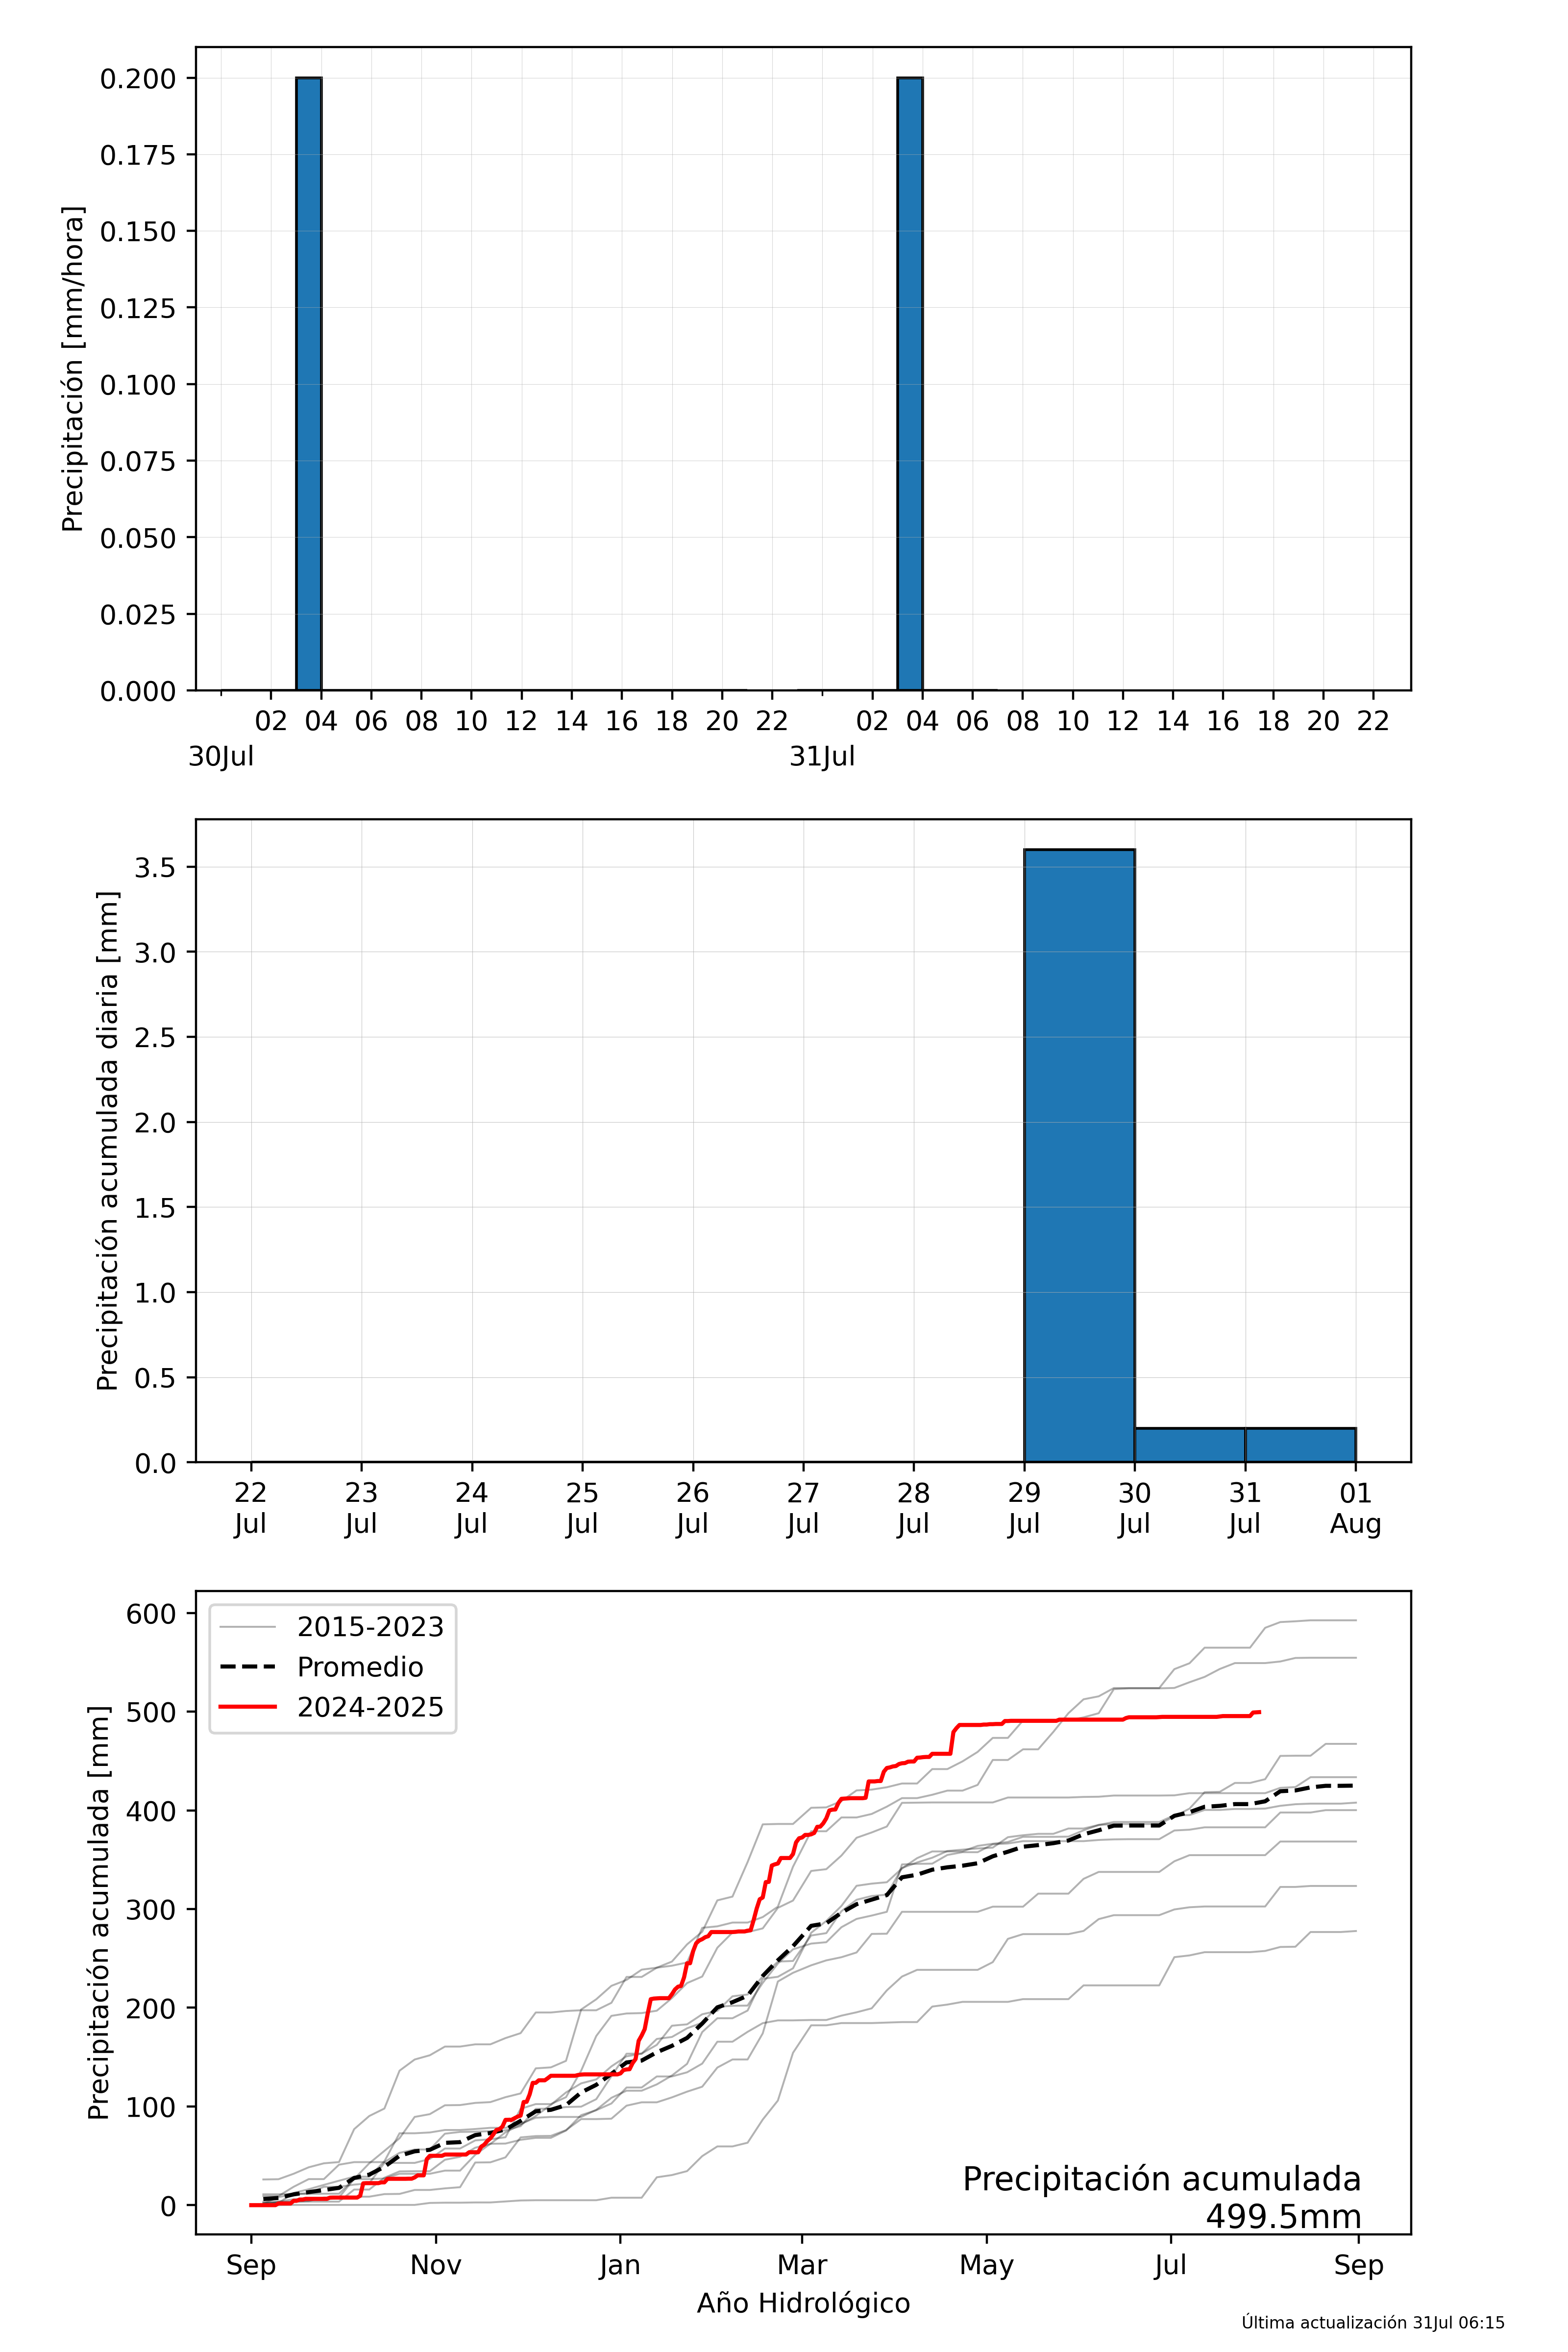 0.200
0.175
0.150
0.125
0.100
0.075
0.050
0.025
0.000
Precipitación [mm/hora]
02 04 06 08 10 12 14 16 18 20 22 02 04 06 08 10 12 14 16 18 20 22
30Jul 31Jul
3.5
3.0
2.5
2.0
1.5
1.0
0.5
0.0
Precipitación acumulada diaria [mm]
22 23 24 25 26 27 28 29 30 31 01
Jul Jul Jul Jul Jul Jul Jul Jul Jul Jul Aug
600
500
400
300
200
100
0
Precipitación acumulada [mm]
2015-2023
Promedio
2024-2025
Precipitación acumulada
499.5mm
Sep Nov Jan Mar May Jul Sep
Año Hidrológico
Última actualización 31Jul 06:15